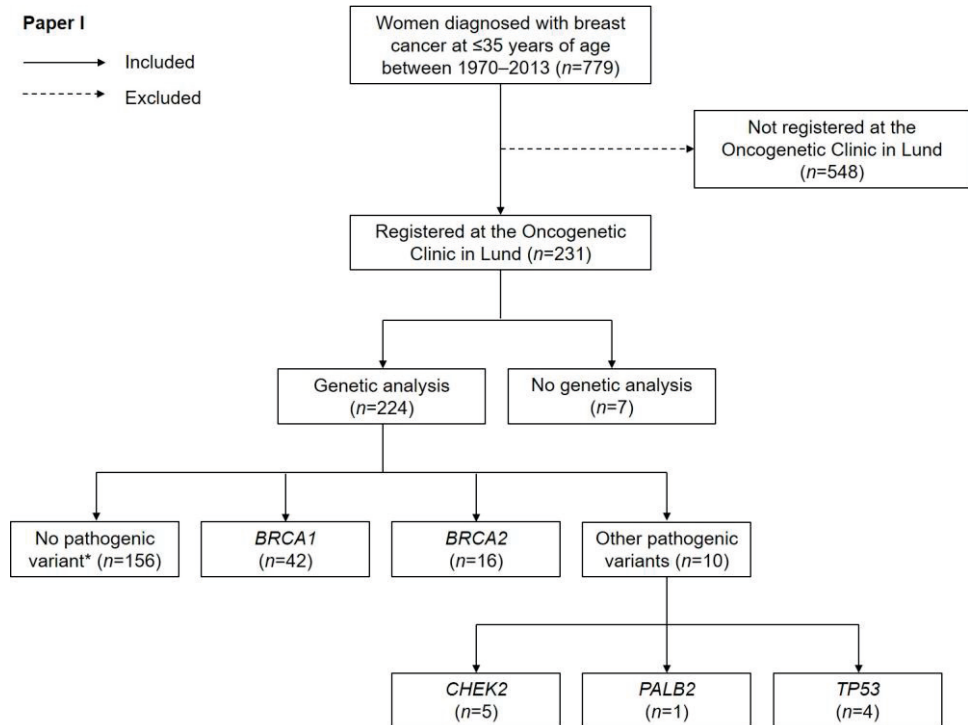 Paper I
Included
Excluded
Women diagnosed with breast
cancer at ≤35 years of age
between 1970–2013 (n=779)
Not registered at the
Oncogenetic Clinic in Lund
(n=548)
Registered at the Oncogenetic
Clinic in Lund (n=231)
Genetic analysis
(n=224)
No genetic analysis
(n=7)
No pathogenic
variant* (n=156)
BRCA1
(n=42)
BRCA2
(n=16)
Other pathogenic
variants (n=10)
CHEK2
(n=5)
PALB2
(n=1)
TP53
(n=4)